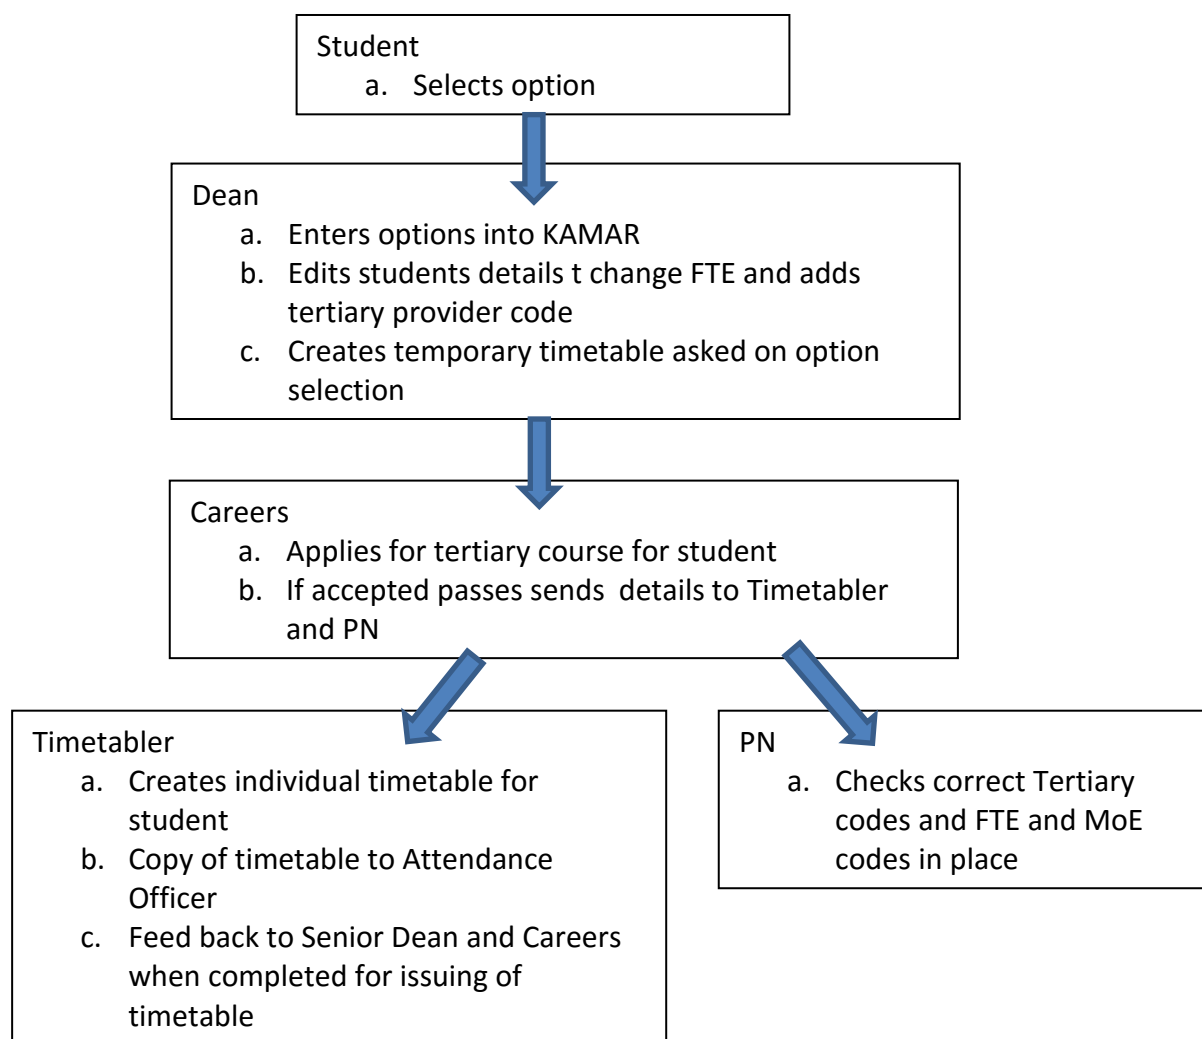 Student
a. Selects option
Dean
a. Enters options into KAMAR
b. Edits students details t change FTE and adds
tertiary provider code
c. Creates temporary timetable asked on option
selection
Careers
a. Applies for tertiary course for student
b. If accepted passes sends  details to Timetabler
and PN
Timetabler
a. Creates individual timetable for
student
b. Copy of timetable to Attendance
Officer
c. Feed back to Senior Dean and Careers
when completed for issuing of
timetable
PN
a. Checks correct Tertiary
codes and FTE and MoE
codes in place